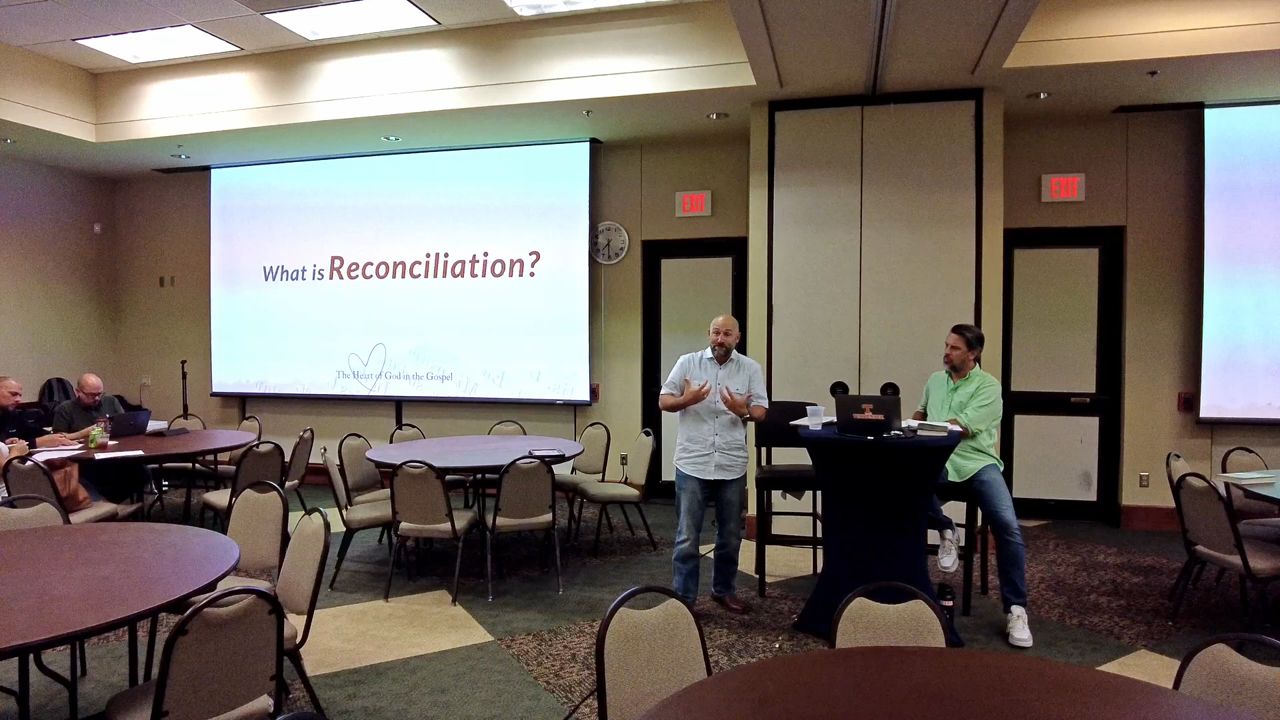 What is Reconciliation?
The Heart of God in the Gospel
EXIT
EXIT